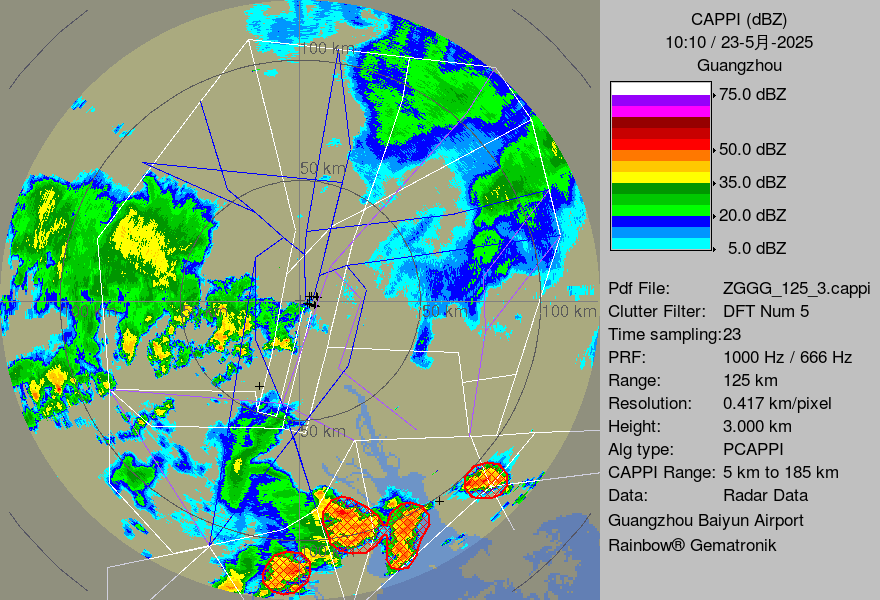 CAPPI (dBZ)
10:10 / 23-5月-2025
Guangzhou
75.0 dBZ
50.0 dBZ
35.0 dBZ
20.0 dBZ
5.0 dBZ
100 km
50 km
50 km
100 km
50 km
Pdf File: ZGGG_125_3.cappi
Clutter Filter: DFT Num 5
Time sampling:23
PRF: 1000 Hz / 666 Hz
Range: 125 km
Resolution: 0.417 km/pixel
Height: 3.000 km
Alg type: PCAPPI
CAPPI Range: 5 km to 185 km
Data: Radar Data
Guangzhou Baiyun Airport
Rainbow® Gematronik